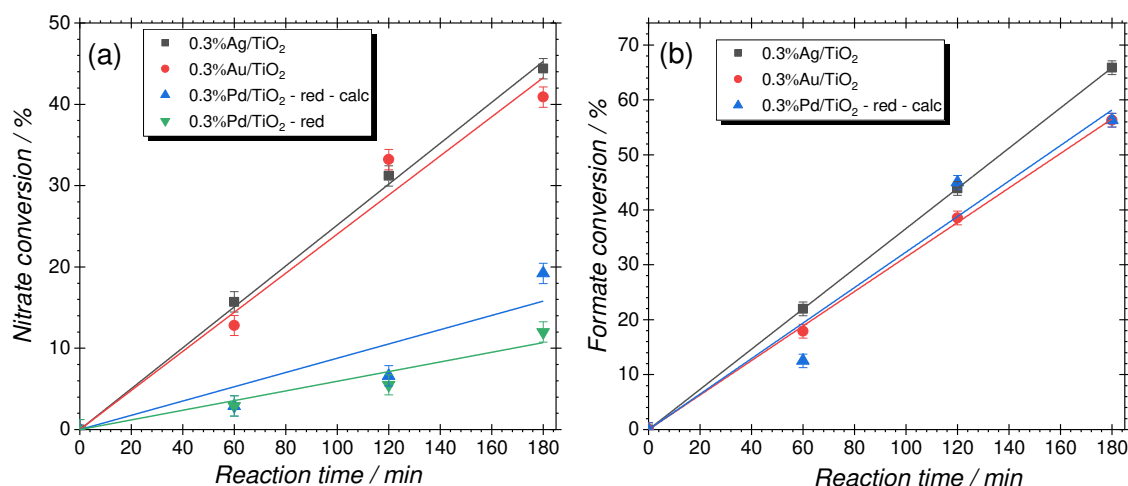 (a)
0.3%Ag/TiO₂
0.3%Au/TiO₂
0.3%Pd/TiO₂ - red - calc
0.3%Pd/TiO₂ - red
Nitrate conversion / %
50
40
30
20
10
0
0 20 40 60 80 100 120 140 160 180
Reaction time / min
(b)
0.3%Ag/TiO₂
0.3%Au/TiO₂
0.3%Pd/TiO₂ - red - calc
Formate conversion / %
70
60
50
40
30
20
10
0
0 20 40 60 80 100 120 140 160 180
Reaction time / min